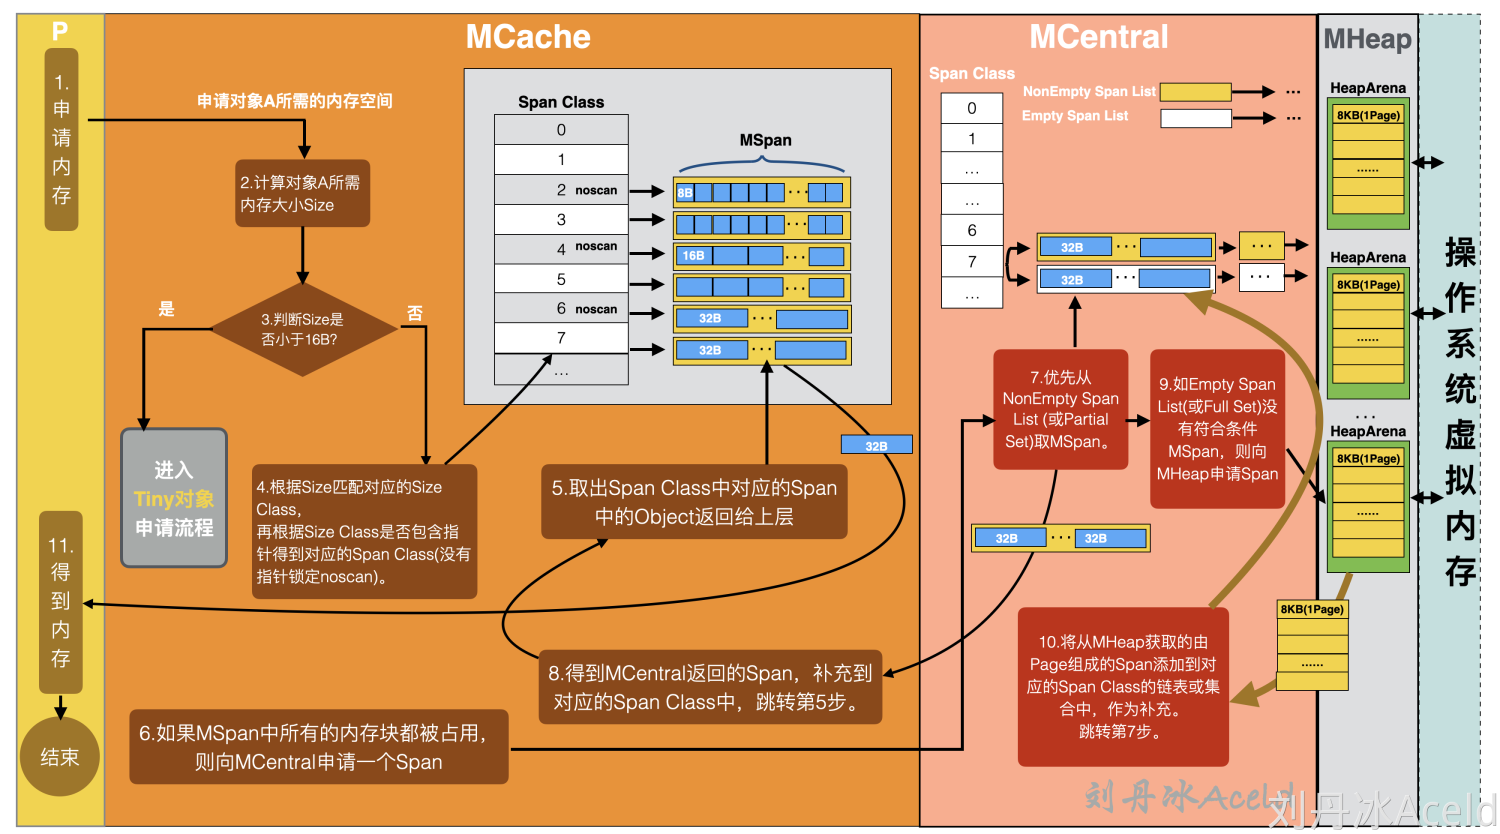 P
MCache
MCentral
MHeap
1.
申
请
内
存
申请对象A所需的内存空间
2.计算对象A所需
内存大小Size
3.判断Size是
否小于16B?
是
否
进入
Tiny对象
申请流程
4.根据Size匹配对应的Size
Class,
再根据Size Class是否包含指
针得到对应的Span Class(没有
指针锁定noscan)。
Span Class
0
1
2 noscan
3
4 noscan
5
6 noscan
7
...
MSpan
8B
...
...
16B
...
...
32B
...
32B
...
32B
5.取出Span Class中对应的Span
中的Object返回给上层
8.得到MCentral返回的Span，补充到
对应的Span Class中，跳转第5步。
6.如果MSpan中所有的内存块都被占用，
则向MCentral申请一个Span
11.
得
到
内
存
结束
Span Class
0
1
...
...
6
7
...
NonEmpty Span List
...
Empty Span List
...
32B
...
...
32B
...
...
7.优先从
NonEmpty Span
List (或Partial
Set)取MSpan。
9.如Empty Span
List(或Full Set)没
有符合条件
MSpan，则向
MHeap申请Span
32B
...
32B
10.将从MHeap获取的由
Page组成的Span添加到对
应的Span Class的链表或集
合中，作为补充。
跳转第7步。
HeapArena
8KB(1Page)
......
HeapArena
8KB(1Page)
......
...
HeapArena
8KB(1Page)
......
8KB(1Page)
......
操
作
系
统
虚
拟
内
存
刘丹冰Aceld
刘丹冰Aceld